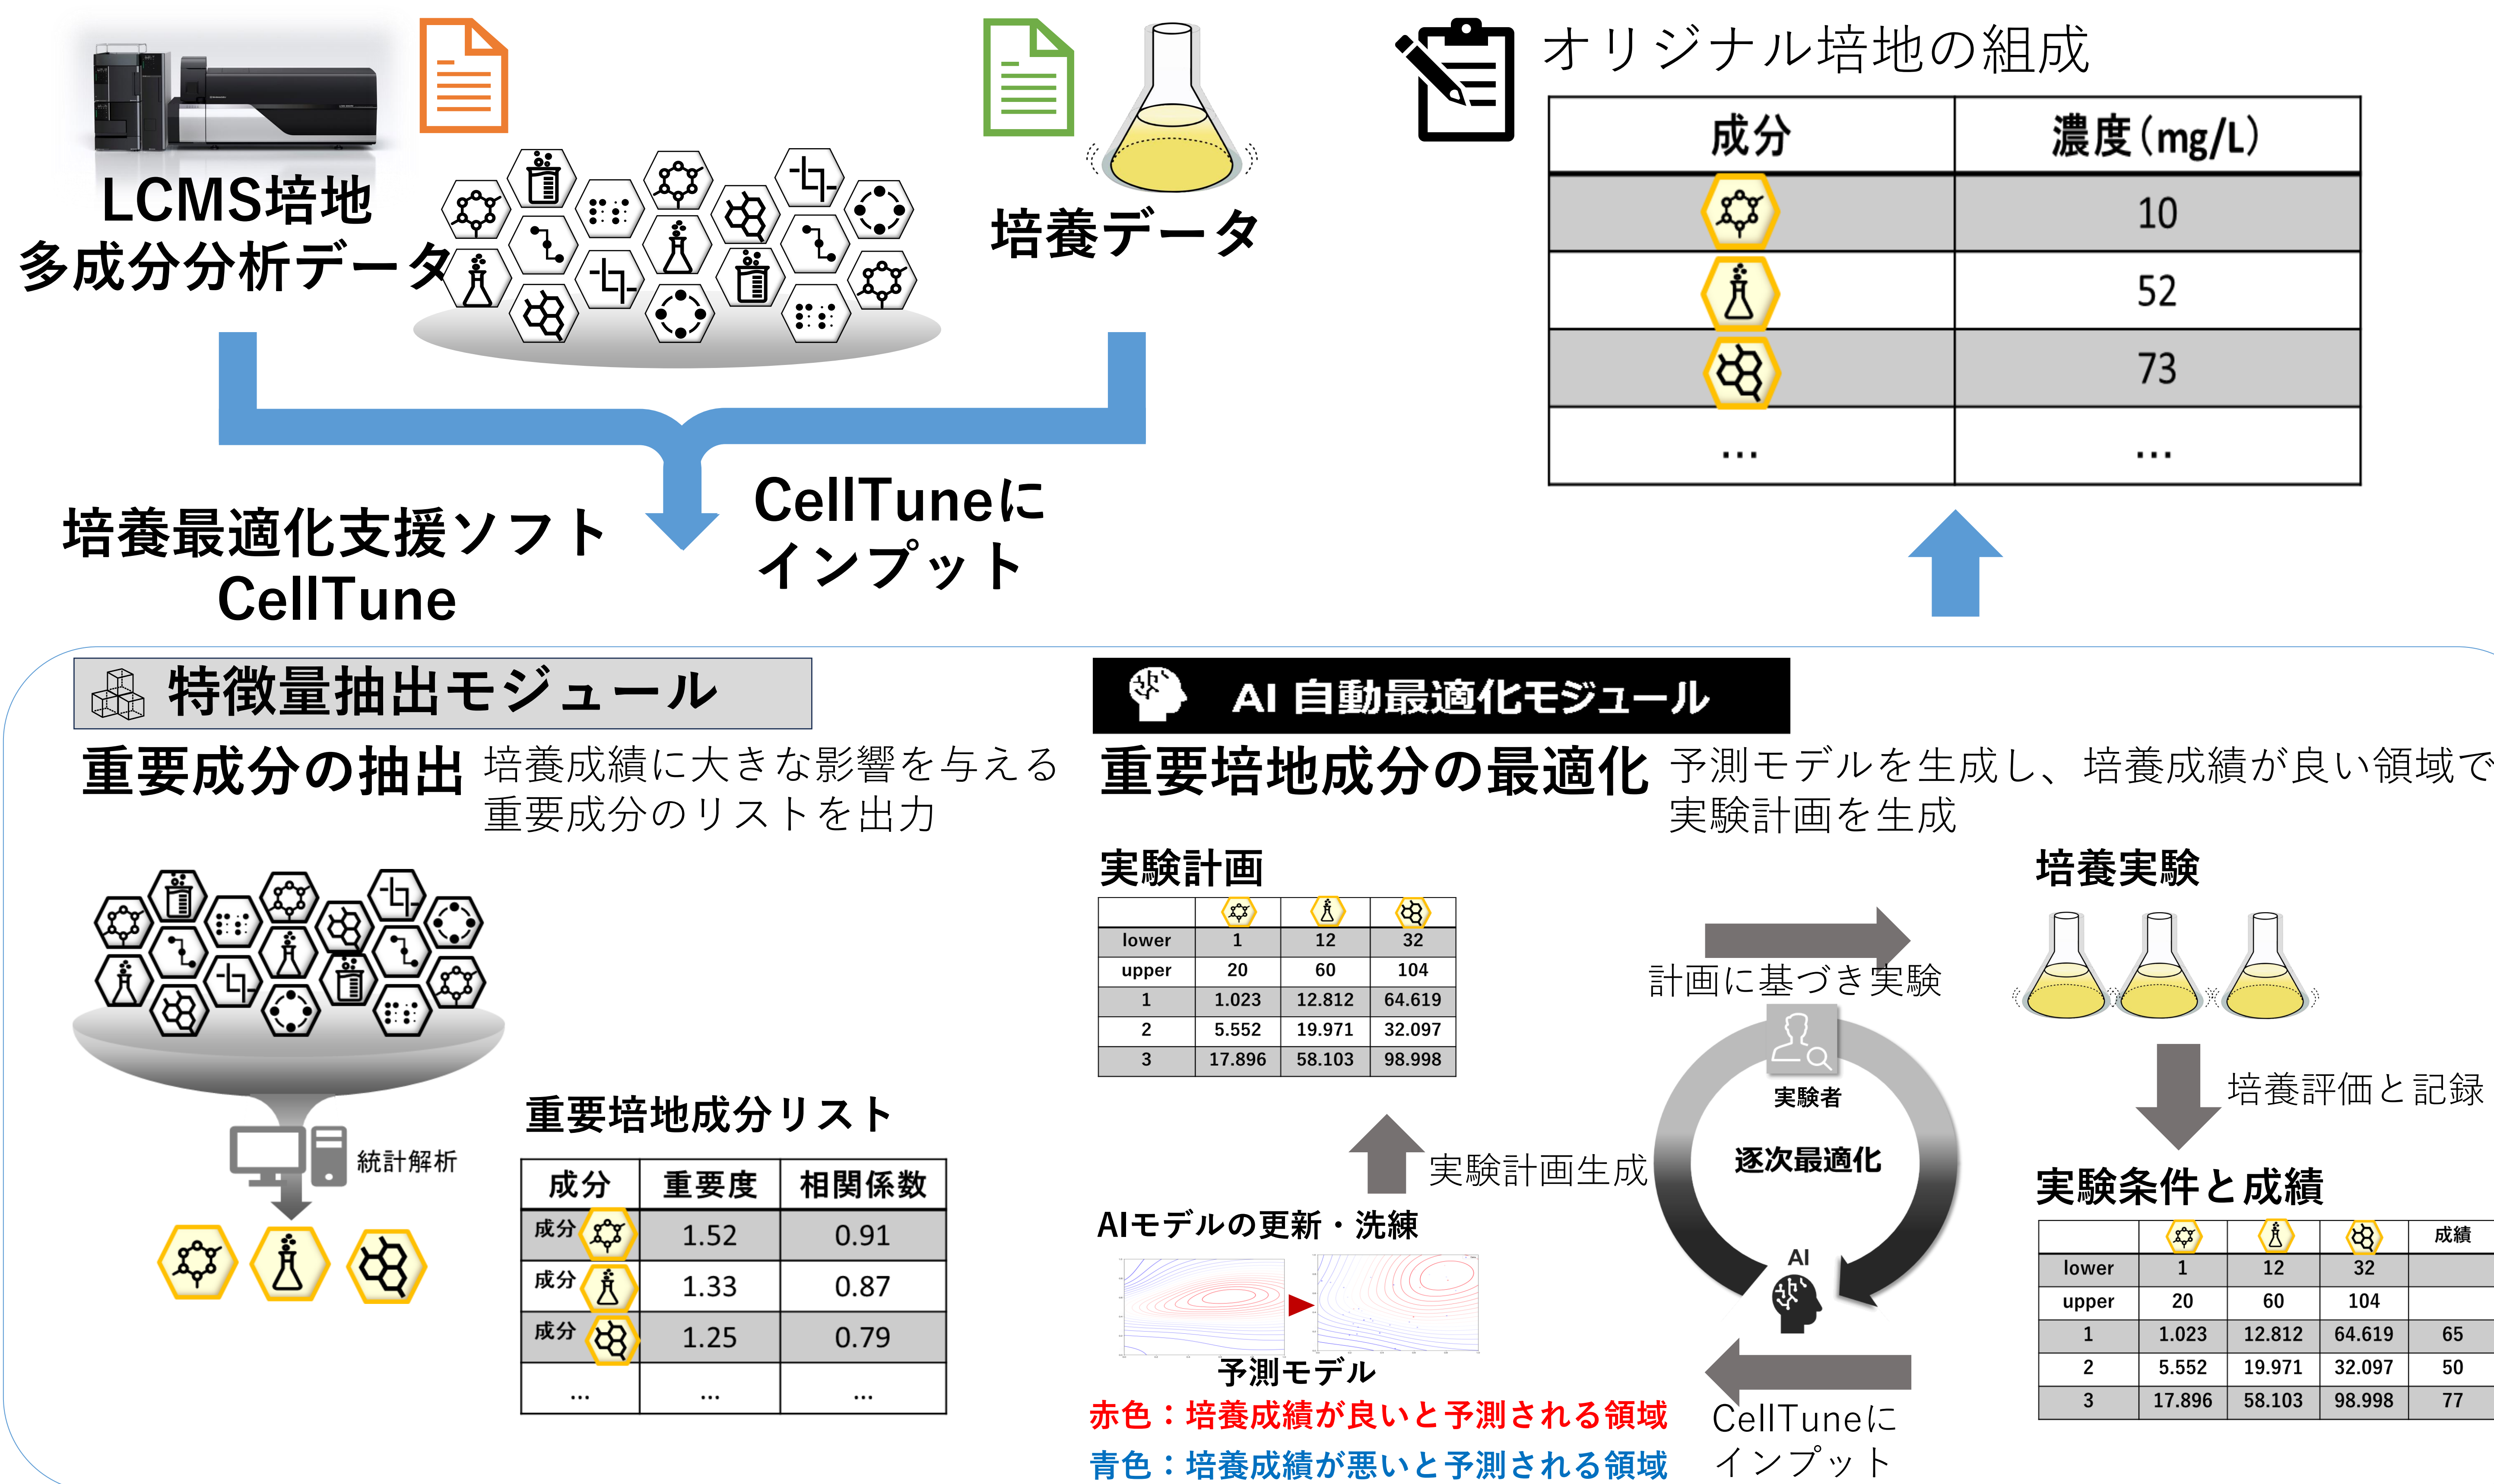 LCMS培地
多成分分析データ
培養データ
オリジナル培地の組成
成分 濃度(mg/L)
10
52
73
... ...
培養最適化支援ソフト
CellTune
CellTuneに
インプット
特徴量抽出モジュール
重要成分の抽出
培養成績に大きな影響を与える
重要成分のリストを出力
統計解析
重要培地成分リスト
成分 重要度 相関係数
成分 1.52 0.91
成分 1.33 0.87
成分 1.25 0.79
... ... ...
AI 自動最適化モジュール
重要培地成分の最適化
予測モデルを生成し、培養成績が良い領域で
実験計画を生成
実験計画
lower 1 12 32
upper 20 60 104
1 1.023 12.812 64.619
2 5.552 19.971 32.097
3 17.896 58.103 98.998
計画に基づき実験
培養実験
培養評価と記録
実験者
逐次最適化
AI
実験計画生成
AIモデルの更新・洗練
予測モデル
赤色：培養成績が良いと予測される領域
青色：培養成績が悪いと予測される領域
CellTuneに
インプット
実験条件と成績
成績
lower 1 12 32
upper 20 60 104
1 1.023 12.812 64.619 65
2 5.552 19.971 32.097 50
3 17.896 58.103 98.998 77